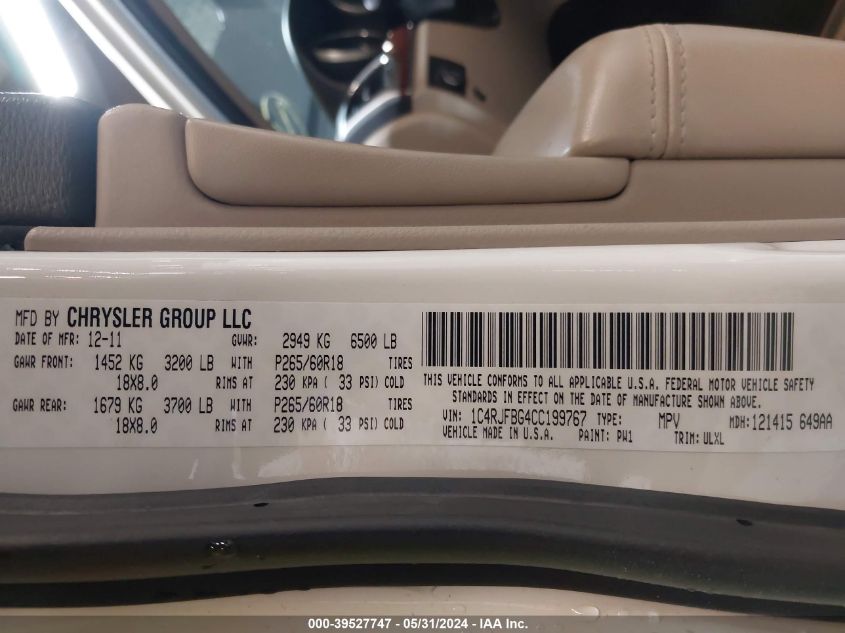 MFD BY CHRYSLER GROUP LLC
DATE OF MFR: 12-11 GVWR: 2949 KG 6500 LB
GAWR FRONT: 1452 KG 3200 LB WITH P265/60R18 TIRES
18X8.0 RIMS AT 230 KPA ( 33 PSI) COLD
GAWR REAR: 1679 KG 3700 LB WITH P265/60R18 TIRES
18X8.0 RIMS AT 230 KPA ( 33 PSI) COLD
THIS VEHICLE CONFORMS TO ALL APPLICABLE U.S.A. FEDERAL MOTOR VEHICLE SAFETY
STANDARDS IN EFFECT ON THE DATE OF MANUFACTURE SHOWN ABOVE.
VIN: 1C4RJFBG4CC199767 TYPE: MPV MDH:121415 649AA
VEHICLE MADE IN U.S.A. PAINT: PW1 TRIM: ULXL
000-39527747 - 05/31/2024 - IAA Inc.